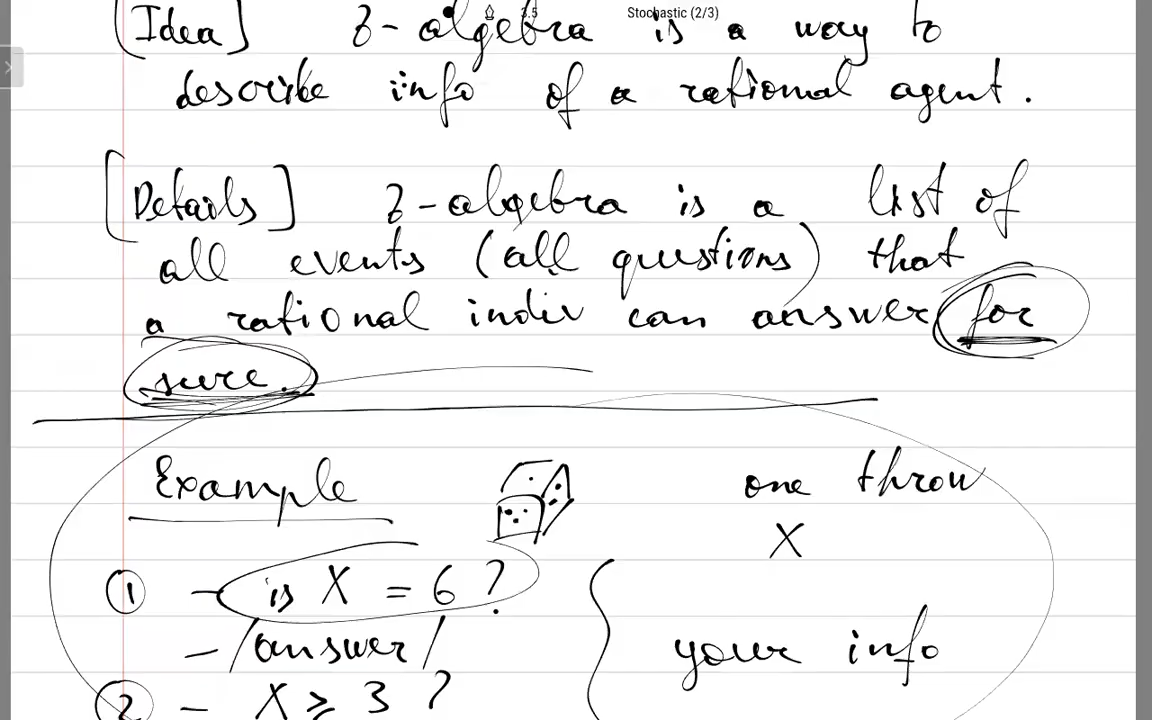 3.5 Stochastic (2/3)
[Idea] δ-algebra is a way to
describe info of a rational agent.
[Details] δ-algebra is a list of
all events (all questions) that
a rational indiv can answer for
sure.
Example one throw
X
① - is X = 6 ?
- /answer/
your info
② - X ⩾ 3 ?